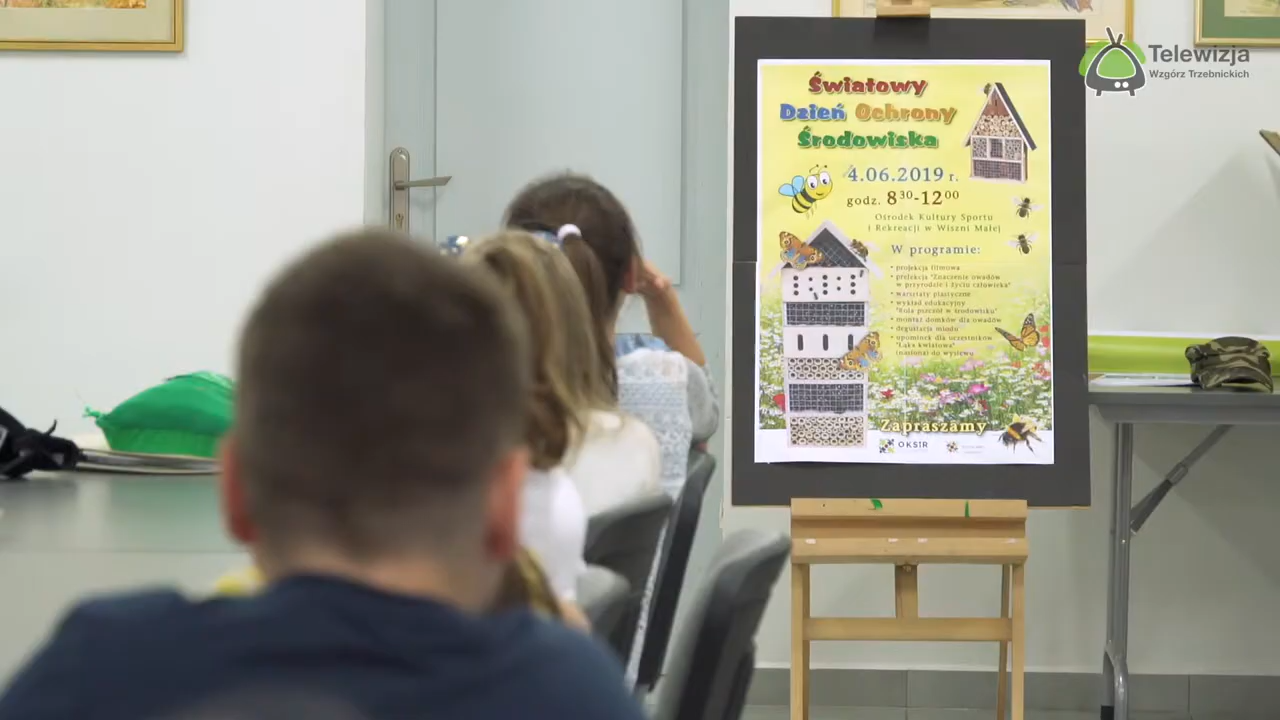 Telewizja
Wzgórz Trzebnickich
Światowy
Dzień Ochrony
Środowiska
4.06.2019 r.
godz. 8³⁰-12⁰⁰
Ośrodek Kultury Sportu
i Rekreacji w Wiszni Małej
W programie:
• projekcja filmowa
• prelekcja "Znaczenie owadów
w przyrodzie i życiu człowieka"
• warsztaty plastyczne
• wykład edukacyjny
"Rola pszczół w środowisku"
• montaż domków dla owadów
• degustacja miodu
• upominek dla uczestników
"Łąka kwiatowa"
(nasiona) do wysiewu
Zapraszamy
OKSiR